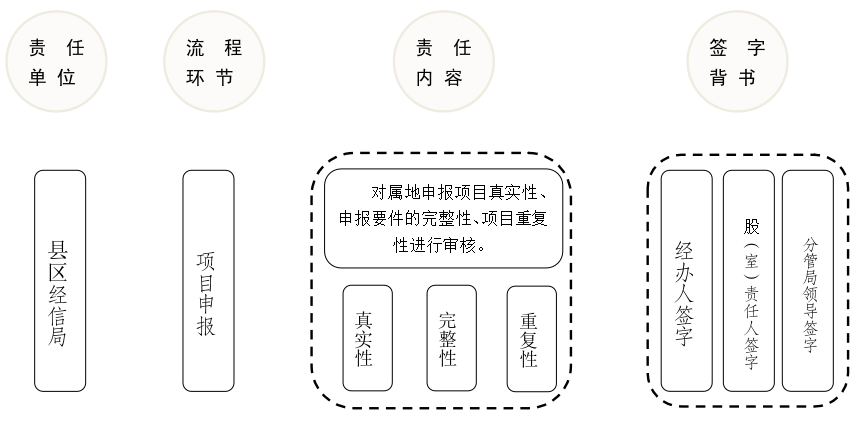 责 任
单 位
流 程
环 节
责 任
内 容
签 字
背 书
县区经信局
项目申报
对属地申报项目真实性、
申报要件的完整性、项目重复
性进行审核。
真实性
完整性
重复性
经办人签字
股（室）责任人签字
分管局领导签字